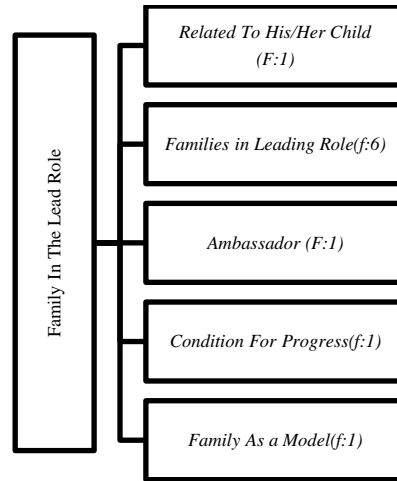 Family In The Lead Role
Related To His/Her Child
(F:1)
Families in Leading Role(f:6)
Ambassador (F:1)
Condition For Progress(f:1)
Family As a Model(f:1)